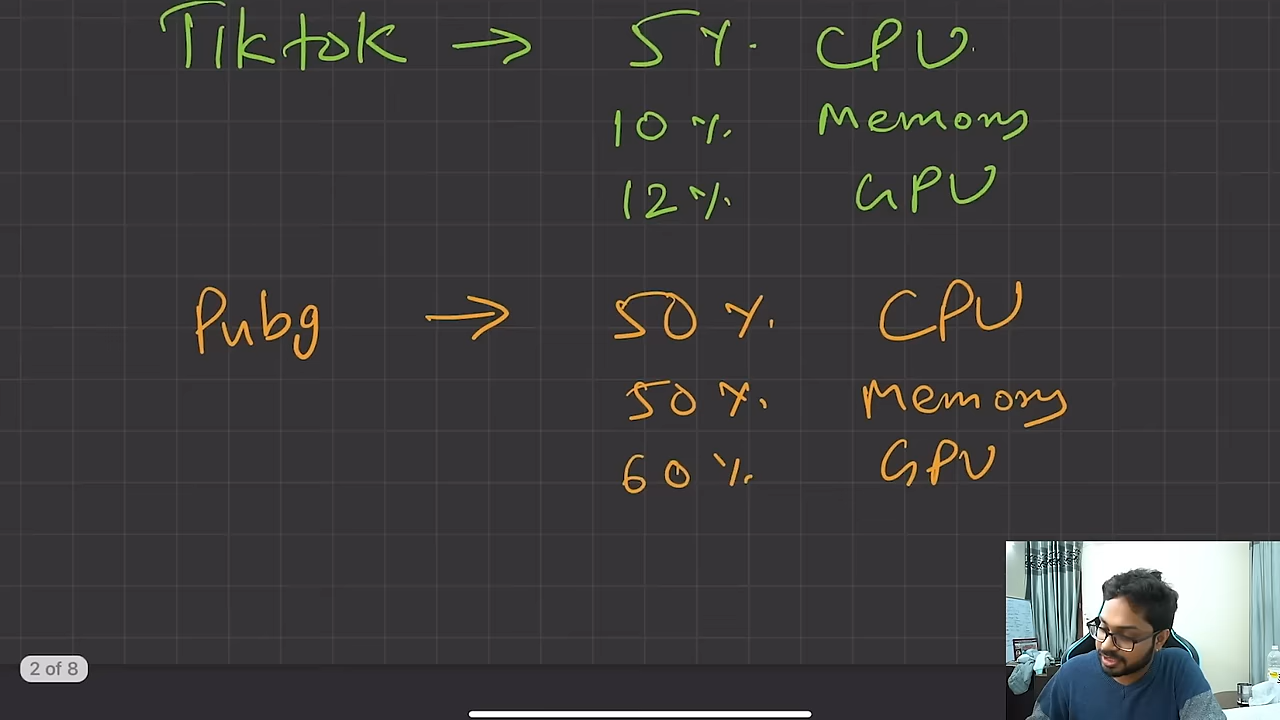 Tiktok → 5% CPU
10% Memory
12% GPU
Pubg → 50% CPU
50% Memory
60% GPU
2 of 8